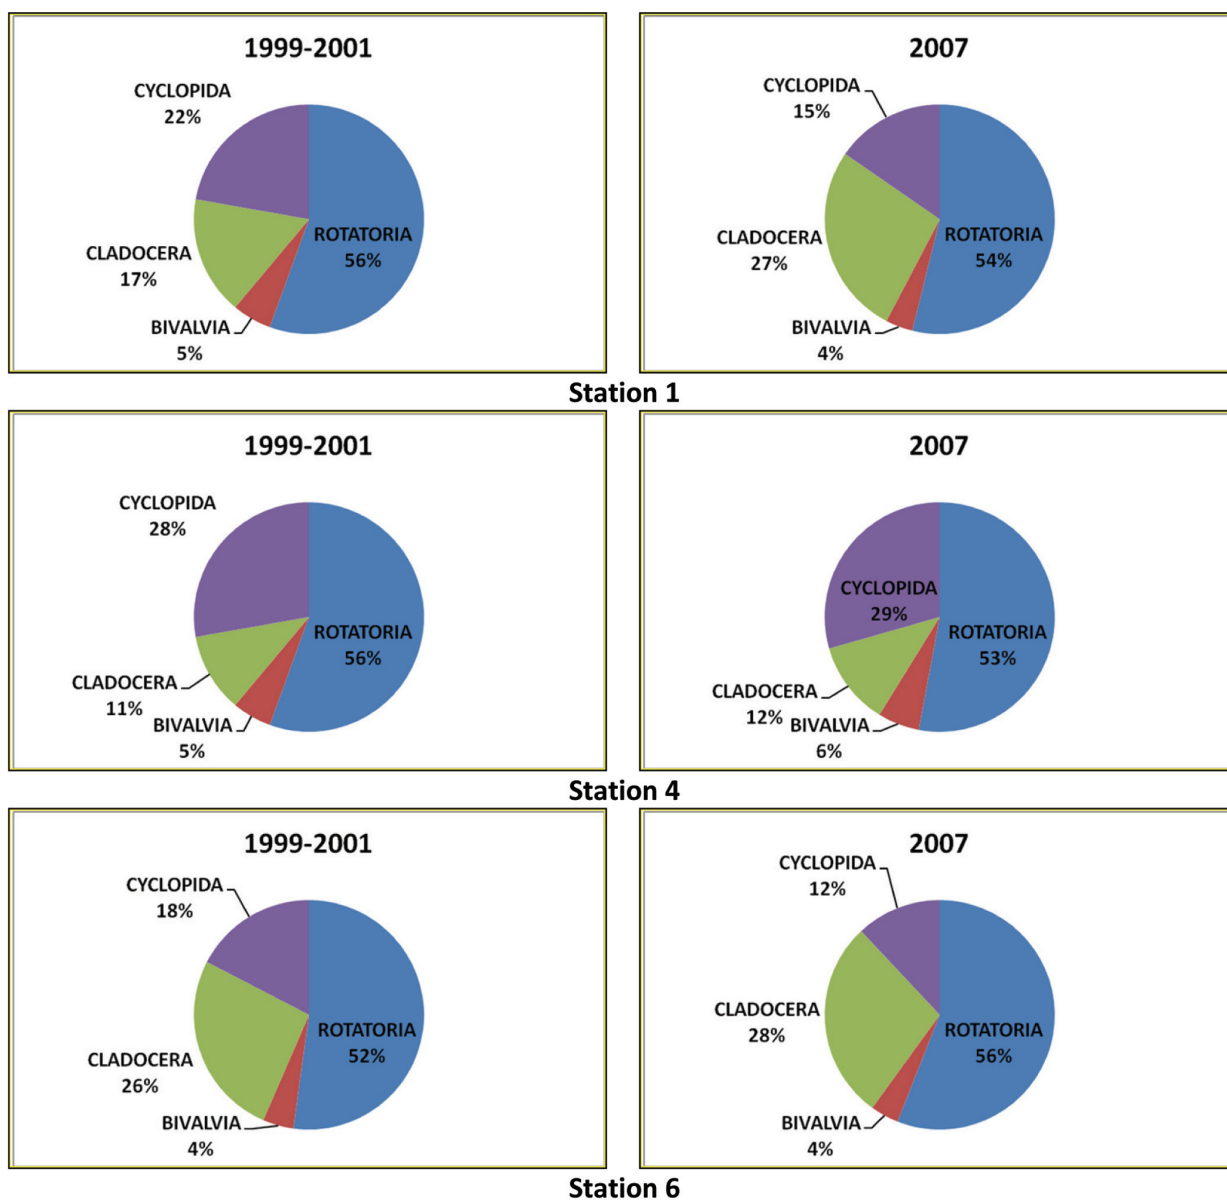 1999-2001
CYCLOPIDA
22%
CLADOCERA
17%
BIVALVIA
5%
ROTATORIA
56%
2007
CYCLOPIDA
15%
CLADOCERA
27%
BIVALVIA
4%
ROTATORIA
54%
Station 1
1999-2001
CYCLOPIDA
28%
CLADOCERA
11%
BIVALVIA
5%
ROTATORIA
56%
2007
CYCLOPIDA
29%
CLADOCERA
12%
BIVALVIA
6%
ROTATORIA
53%
Station 4
1999-2001
CYCLOPIDA
18%
CLADOCERA
26%
BIVALVIA
4%
ROTATORIA
52%
2007
CYCLOPIDA
12%
CLADOCERA
28%
BIVALVIA
4%
ROTATORIA
56%
Station 6